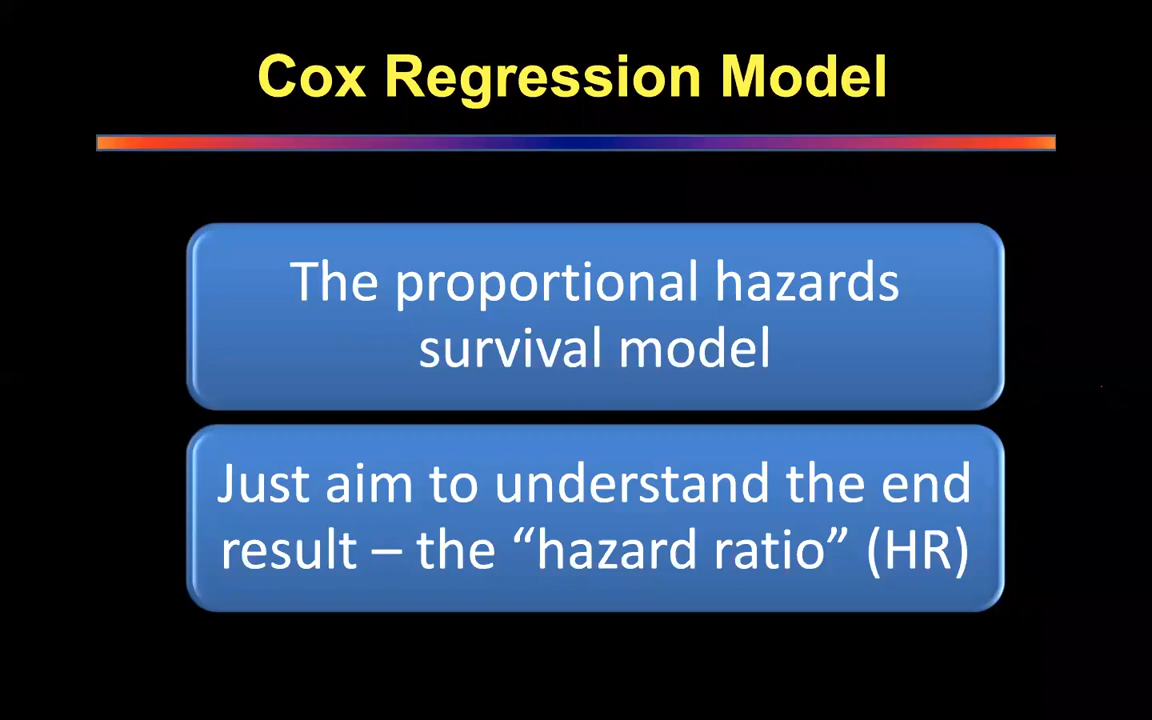 Cox Regression Model
The proportional hazards
survival model
Just aim to understand the end
result – the “hazard ratio” (HR)